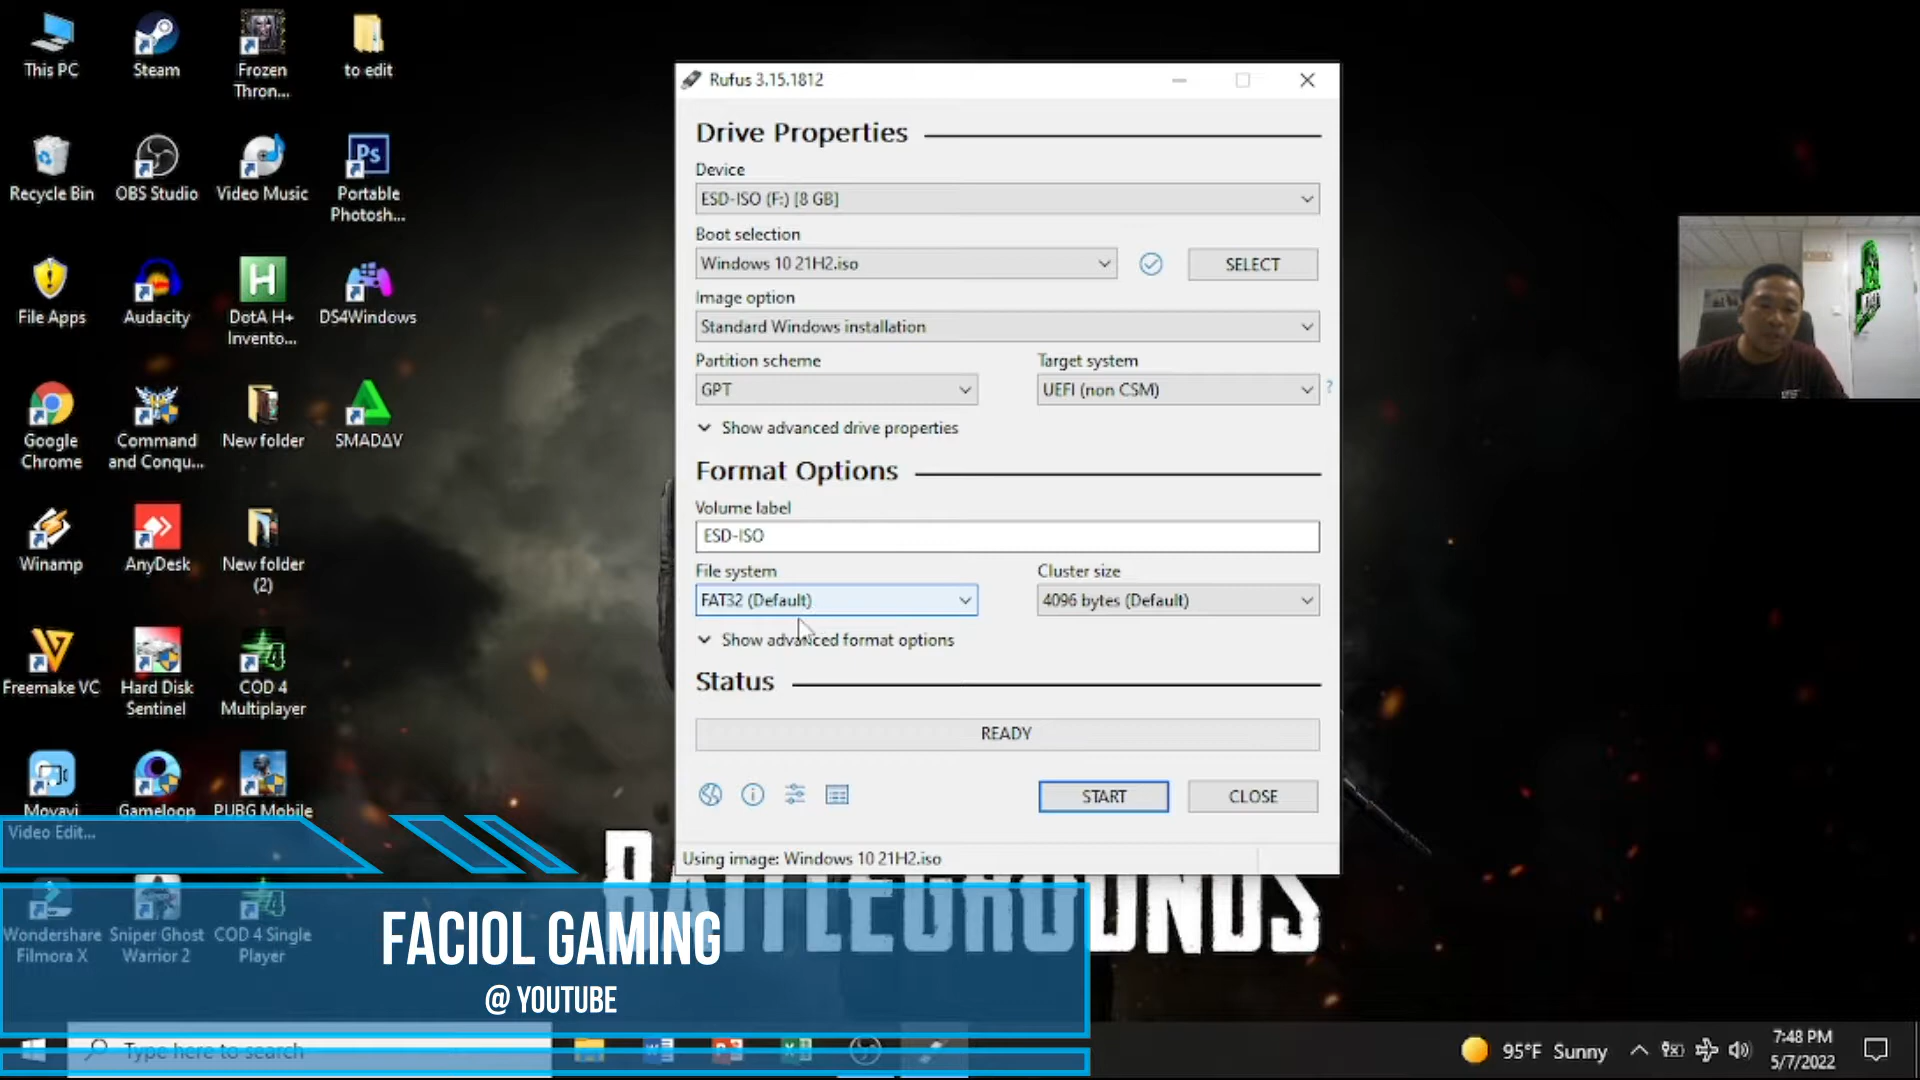 This PC
Steam
Frozen
Thron...
to edit
Recycle Bin
OBS Studio
Video Music
Portable
Photosh...
Ps
File Apps
Audacity
DotA H+
Invento...
DS4Windows
Google
Chrome
Command
and Conqu...
New folder
SMADΔV
Winamp
AnyDesk
New folder
(2)
Freemake VC
Hard Disk
Sentinel
COD 4
Multiplayer
Movavi
Video Edit...
Gameloop
PUBG Mobile
Wondershare
Filmora X
Sniper Ghost
Warrior 2
COD 4 Single
Player
Rufus 3.15.1812
Drive Properties
Device
ESD-ISO (F:) [8 GB]
Boot selection
Windows 10 21H2.iso
SELECT
Image option
Standard Windows installation
Partition scheme
Target system
GPT
UEFI (non CSM)
?
Show advanced drive properties
Format Options
Volume label
ESD-ISO
File system
Cluster size
FAT32 (Default)
4096 bytes (Default)
Show advanced format options
Status
READY
START
CLOSE
Using image: Windows 10 21H2.iso
BATTLEGROUNDS
FACIOL GAMING
@ YOUTUBE
Type here to search
95°F Sunny
7:48 PM
5/7/2022